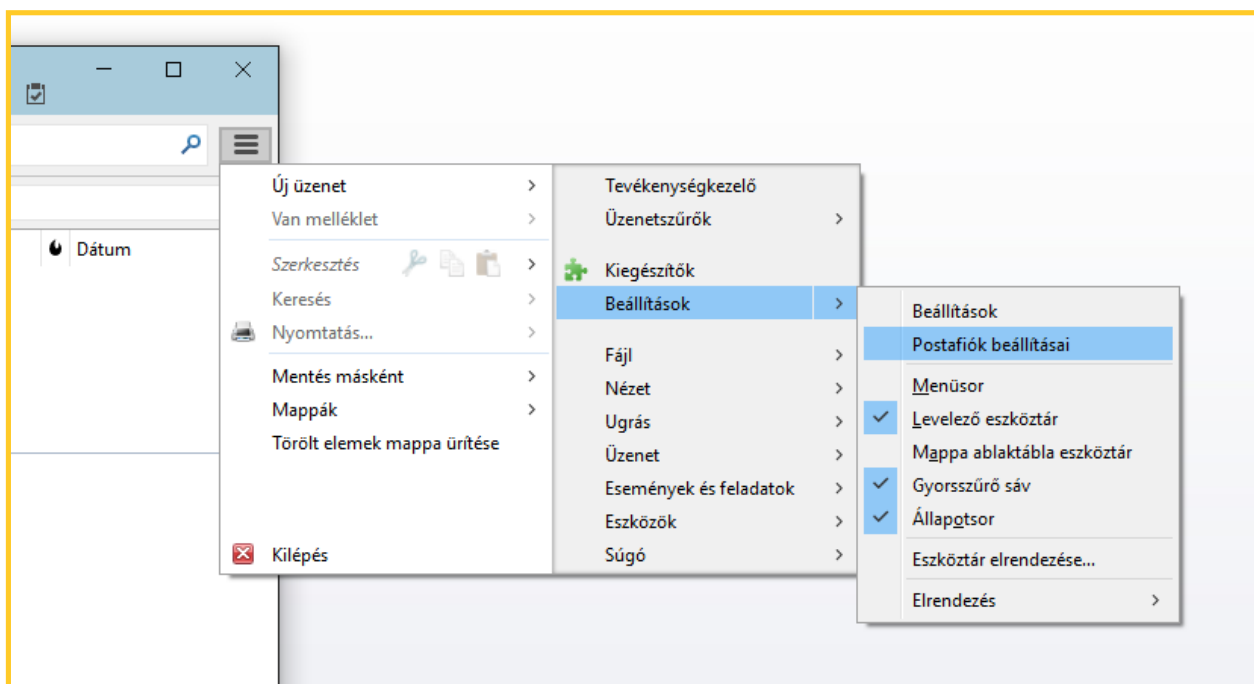 Dátum
Új üzenet
Van melléklet
Szerkesztés
Keresés
Nyomtatás...
Mentés másként
Mappák
Törölt elemek mappa ürítése
Kilépés
Tevékenységkezelő
Üzenetszűrők
Kiegészítők
Beállítások
Fájl
Nézet
Ugrás
Üzenet
Események és feladatok
Eszközök
Súgó
Beállítások
Postafiók beállításai
Menüsor
Levelező eszköztár
Mappa ablaktábla eszköztár
Gyorsszűrő sáv
Állapotsor
Eszköztár elrendezése...
Elrendezés